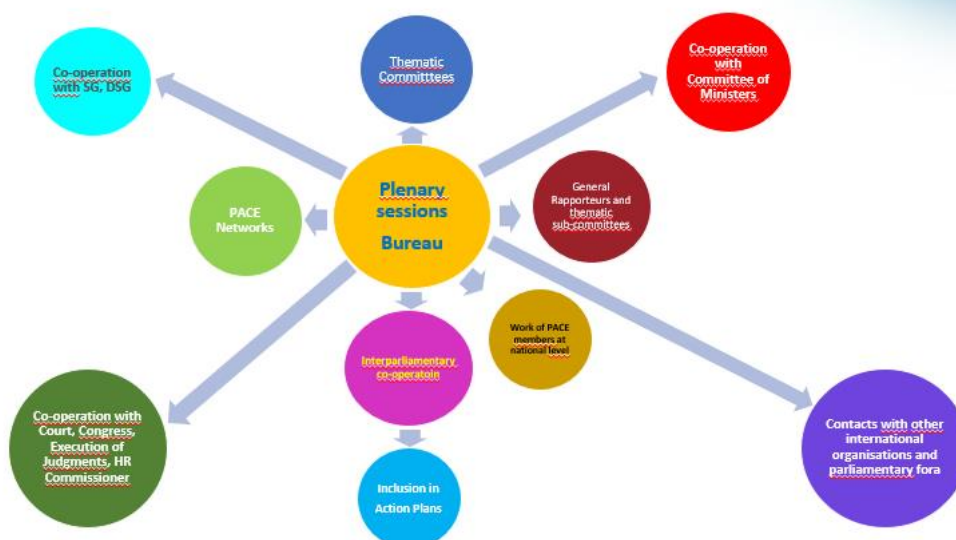 Co-operation
with SG, DSG
Thematic
Committtees
Co-operation
with
Committee of
Ministers
PACE
Networks
Plenary
sessions
Bureau
General
Rapporteurs and
thematic
sub-committees
Work of PACE
members at
national level
Interparliamentary
co-operatoin
Co-operation with
Court, Congress,
Execution of
Judgments, HR
Commissioner
Inclusion in
Action Plans
Contacts with other
international
organisations and
parliamentary fora